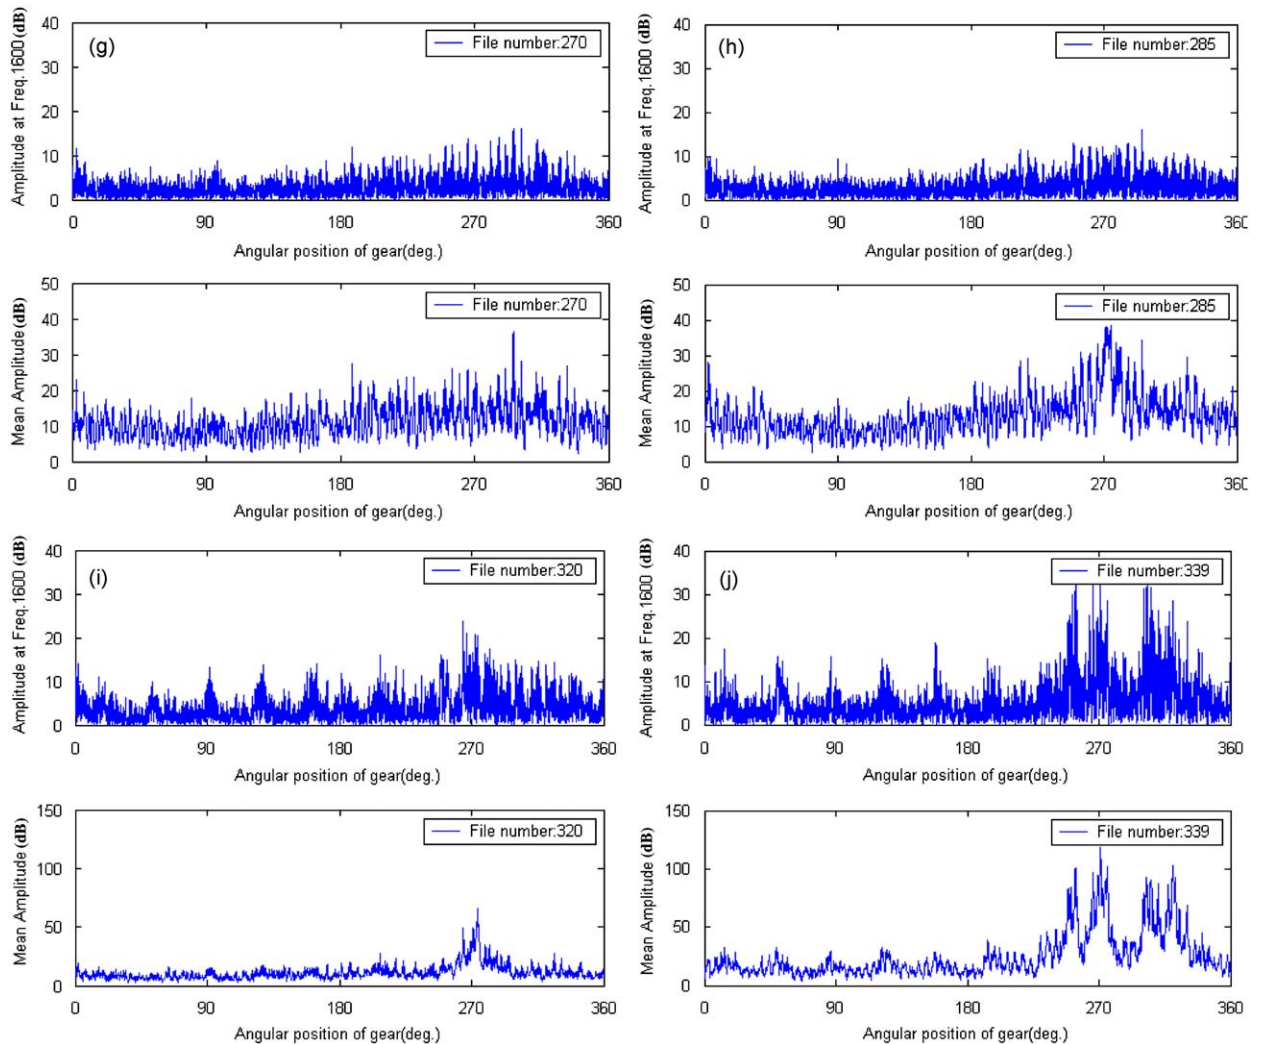 (g)
File number:270
Amplitude at Freq.1600 (dB)
40
30
20
10
0
0 90 180 270 360
Angular position of gear(deg.)
(h)
File number:285
Amplitude at Freq.1600 (dB)
40
30
20
10
0
0 90 180 270
Angular position of gear(deg.)
File number:270
Mean Amplitude(dB)
50
40
30
20
10
0
0 90 180 270 360
Angular position of gear(deg.)
File number:285
Mean Amplitude (dB)
50
40
30
20
10
0
0 90 180 270
Angular position of gear(deg.)
(i)
File number:320
Amplitude at Freq.1600 (dB)
40
30
20
10
0
0 90 180 270 360
Angular position of gear(deg.)
(j)
File number:339
Amplitude at Freq.1600 (dB)
40
30
20
10
0
0 90 180 270 360
Angular position of gear(deg.)
File number:320
Mean Amplitude (dB)
150
100
50
0
0 90 180 270 360
Angular position of gear(deg.)
File number:339
Mean Amplitude (dB)
150
100
50
0
0 90 180 270 360
Angular position of gear(deg.)